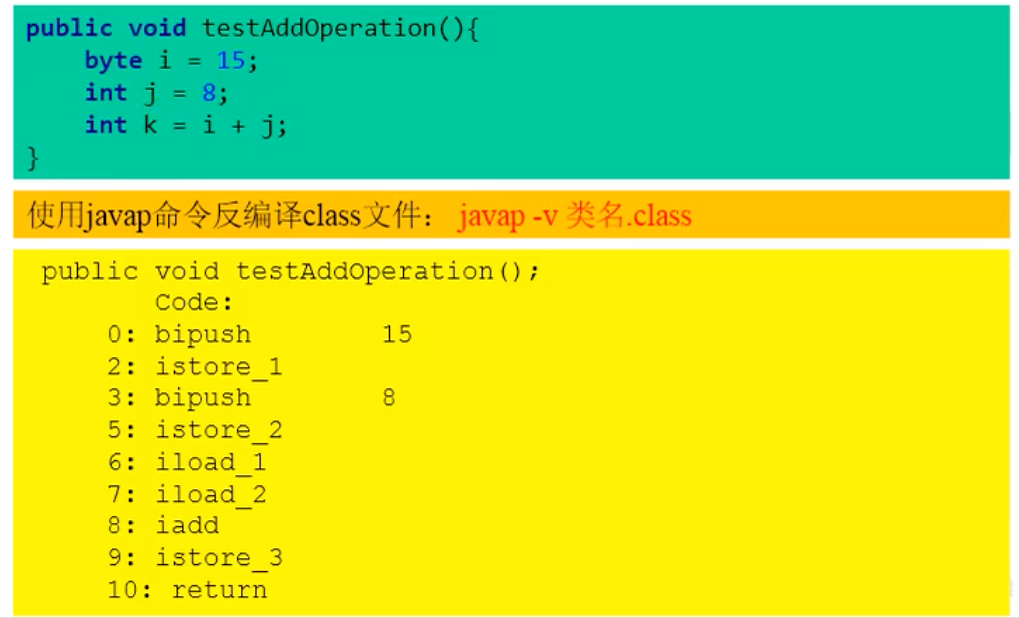 public void testAddOperation(){
    byte i = 15;
    int j = 8;
    int k = i + j;
}
使用javap命令反编译class文件： javap -v 类名.class
public void testAddOperation();
       Code:
    0: bipush        15
    2: istore_1
    3: bipush        8
    5: istore_2
    6: iload_1
    7: iload_2
    8: iadd
    9: istore_3
    10: return